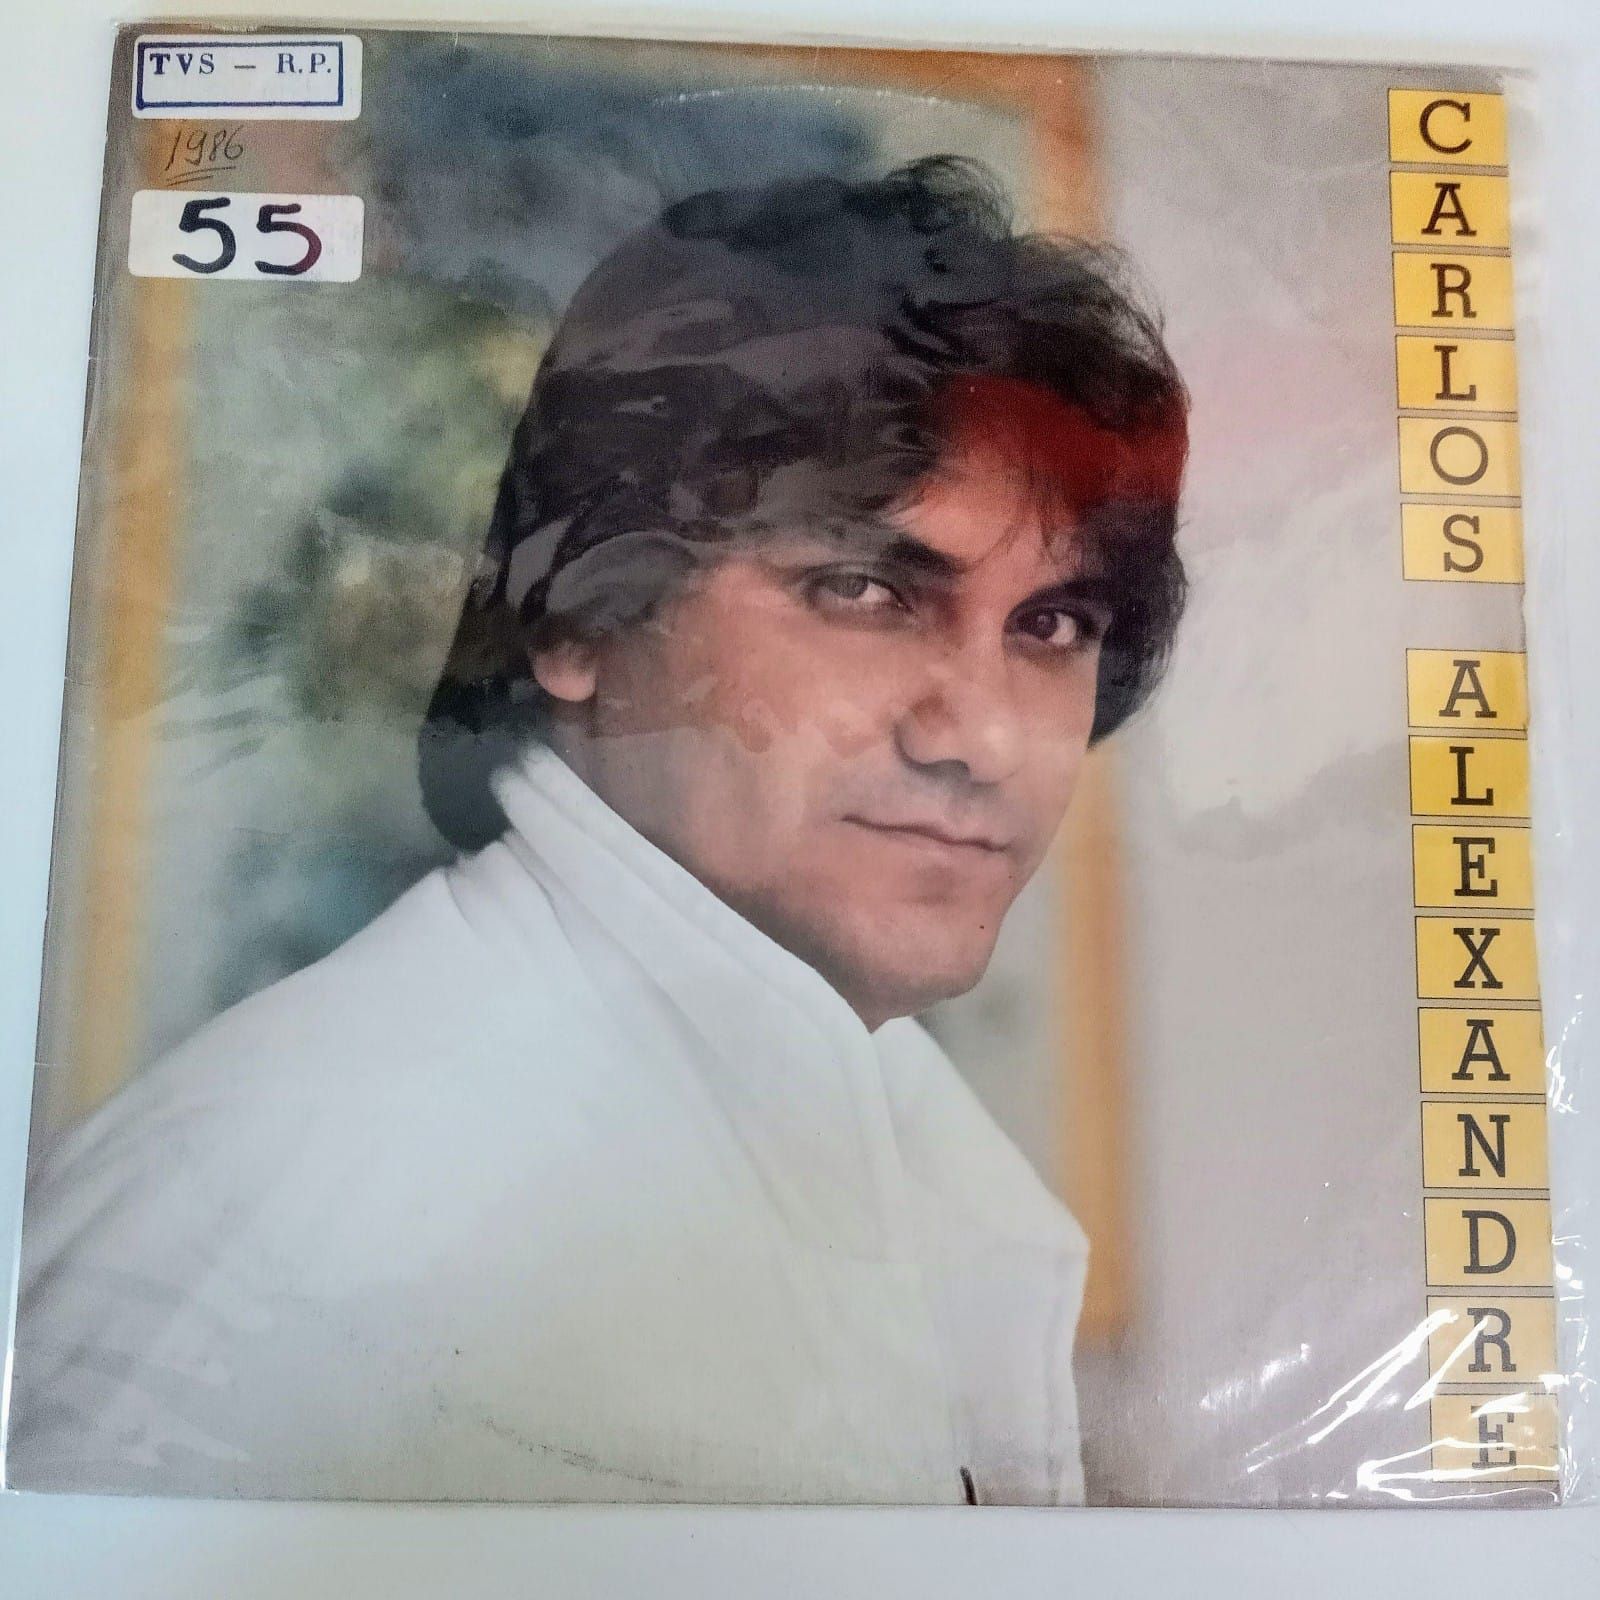 TVS – R.P.
1986
55
CARLOS ALEXANDRE